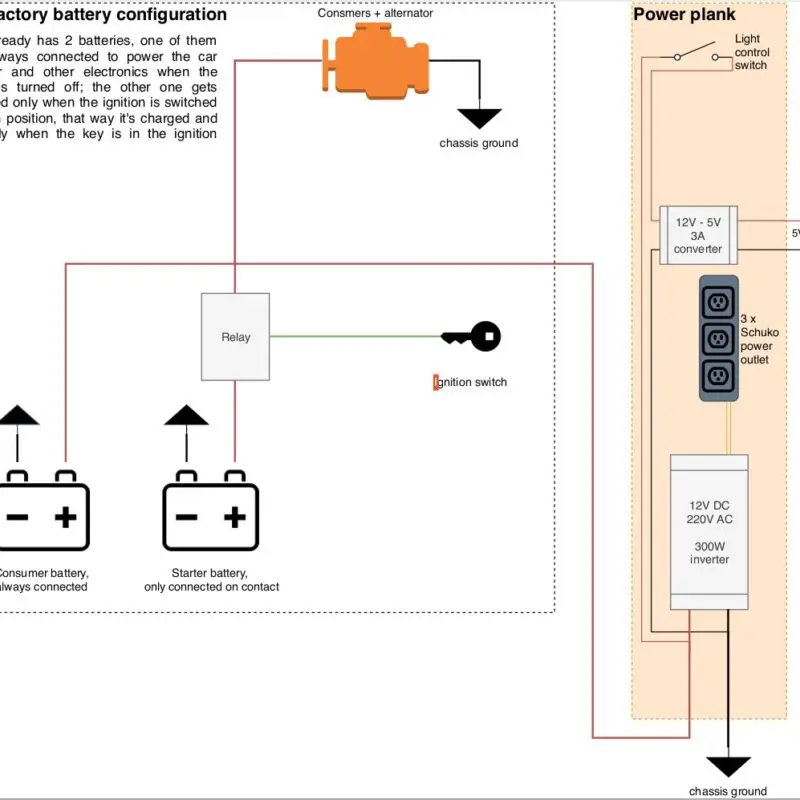 actory battery configuration
ready has 2 batteries, one of them
ways connected to power the car
r and other electronics when the
s turned off; the other one gets
ed only when the ignition is switched
position, that way it's charged and
ly when the key is in the ignition
Consmers + alternator
chassis ground
Relay
Ignition switch
Consumer battery,
always connected
Starter battery,
only connected on contact
Power plank
Light
control
switch
12V - 5V
3A
converter
5V
3 x
Schuko
power
outlet
12V DC
220V AC
300W
inverter
chassis ground